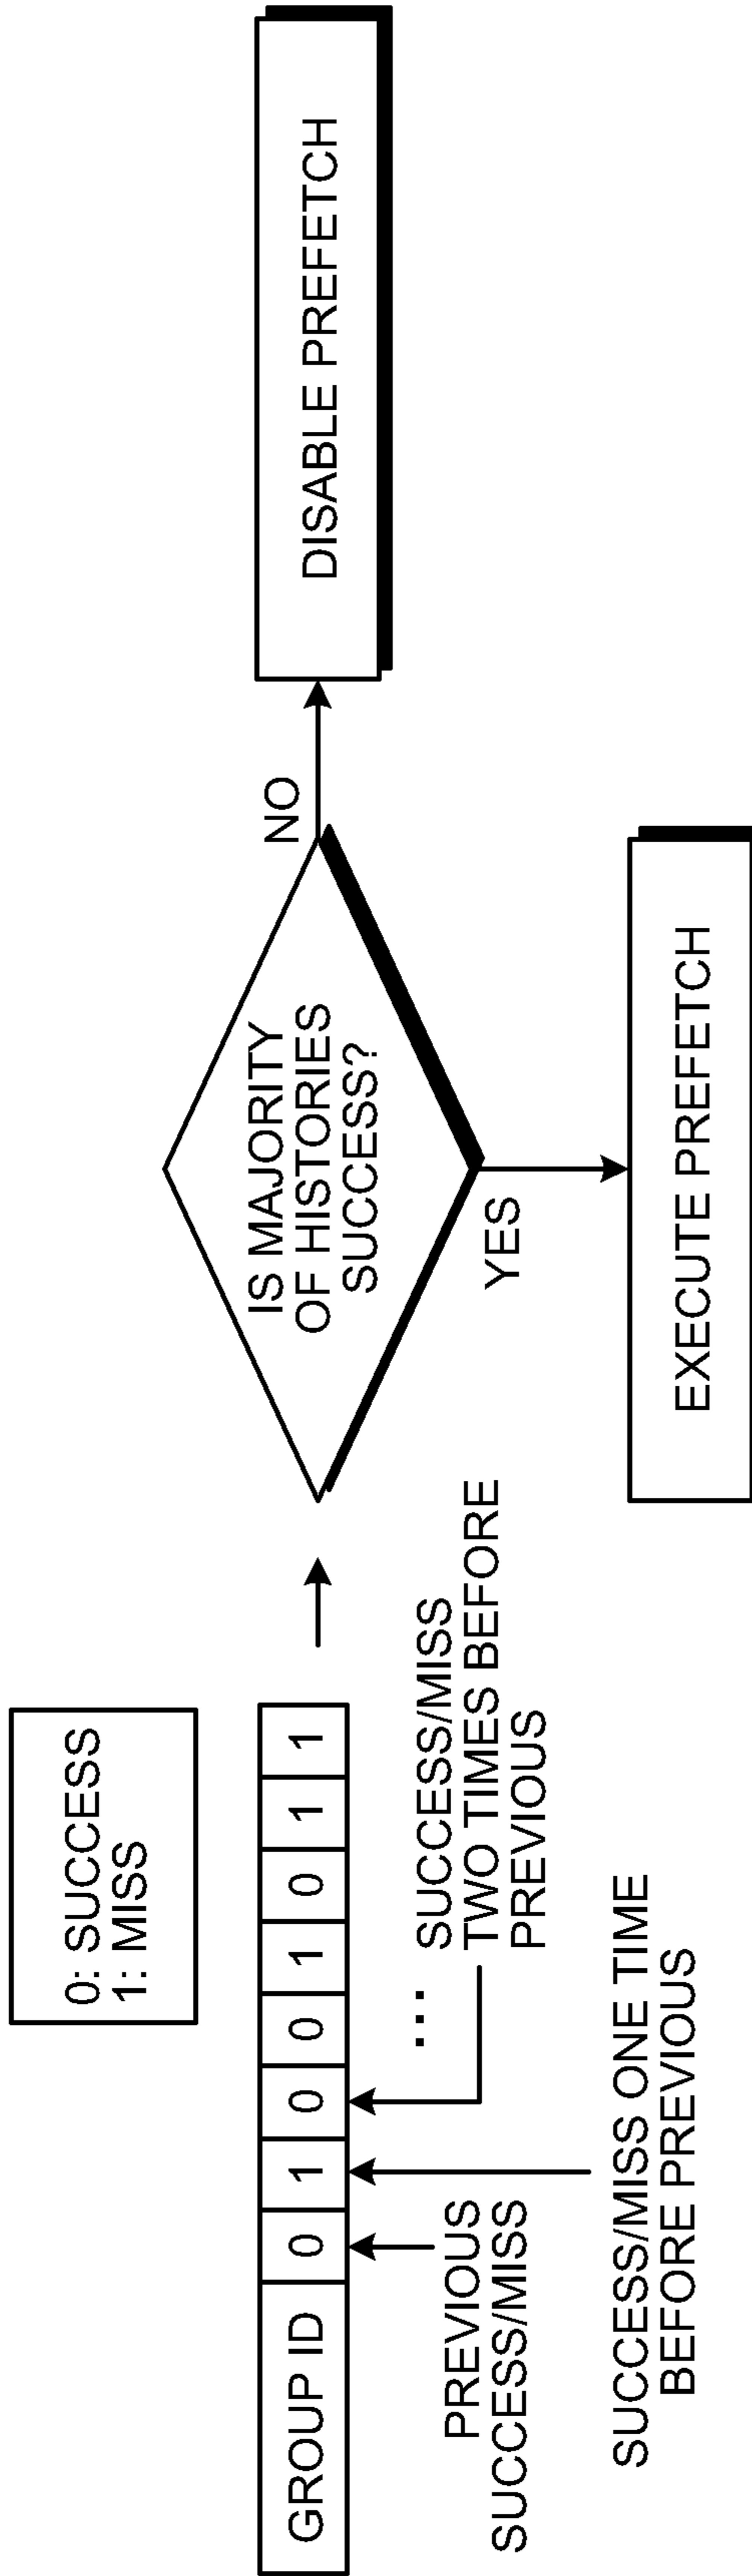 0: SUCCESS
1: MISS
GROUP ID 0 1 0 0 1 0 1 1
PREVIOUS
SUCCESS/MISS
SUCCESS/MISS ONE TIME
BEFORE PREVIOUS
...
SUCCESS/MISS
TWO TIMES BEFORE
PREVIOUS
IS MAJORITY
OF HISTORIES
SUCCESS?
NO
DISABLE PREFETCH
YES
EXECUTE PREFETCH